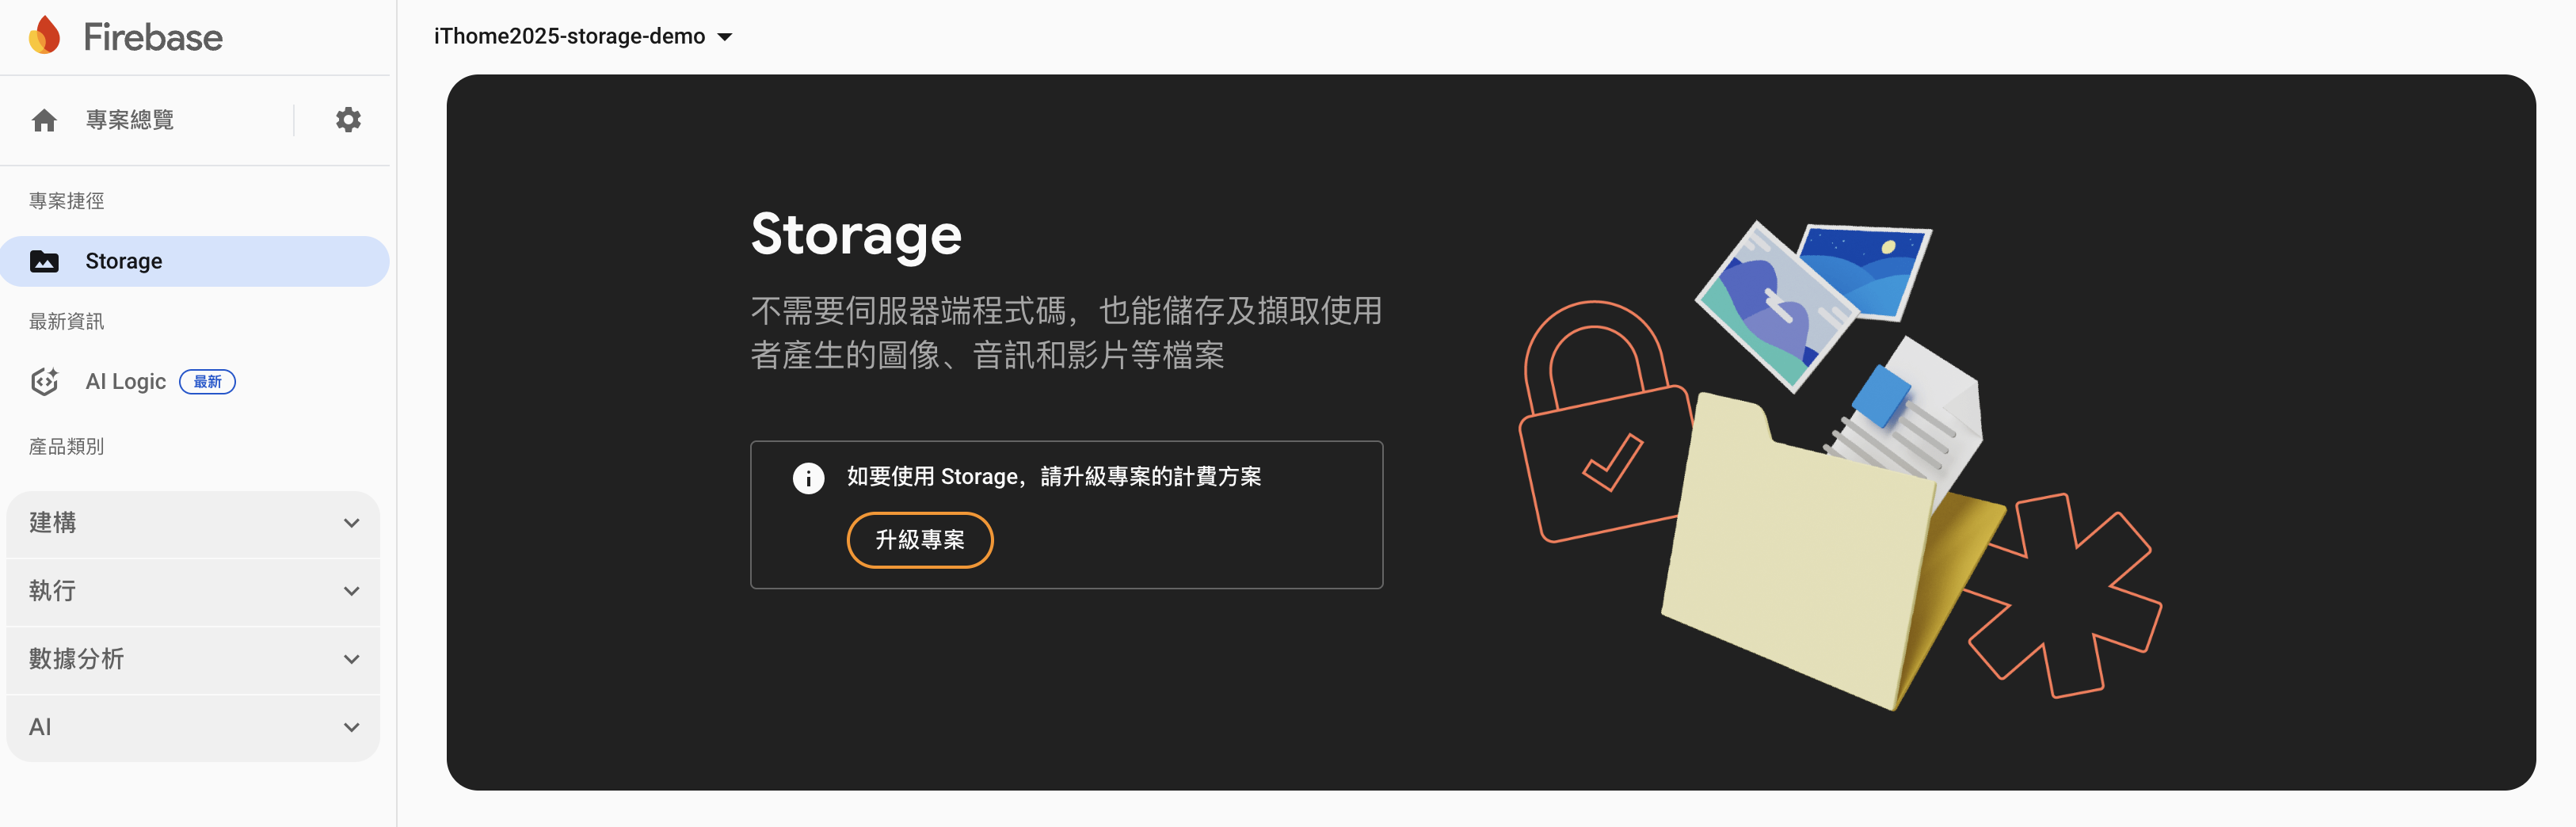 Firebase
iThome2025-storage-demo
專案總覽
專案捷徑
Storage
最新資訊
AI Logic 最新
產品類別
建構
執行
數據分析
AI
Storage
不需要伺服器端程式碼，也能儲存及擷取使用
者產生的圖像、音訊和影片等檔案
如要使用 Storage，請升級專案的計費方案
升級專案